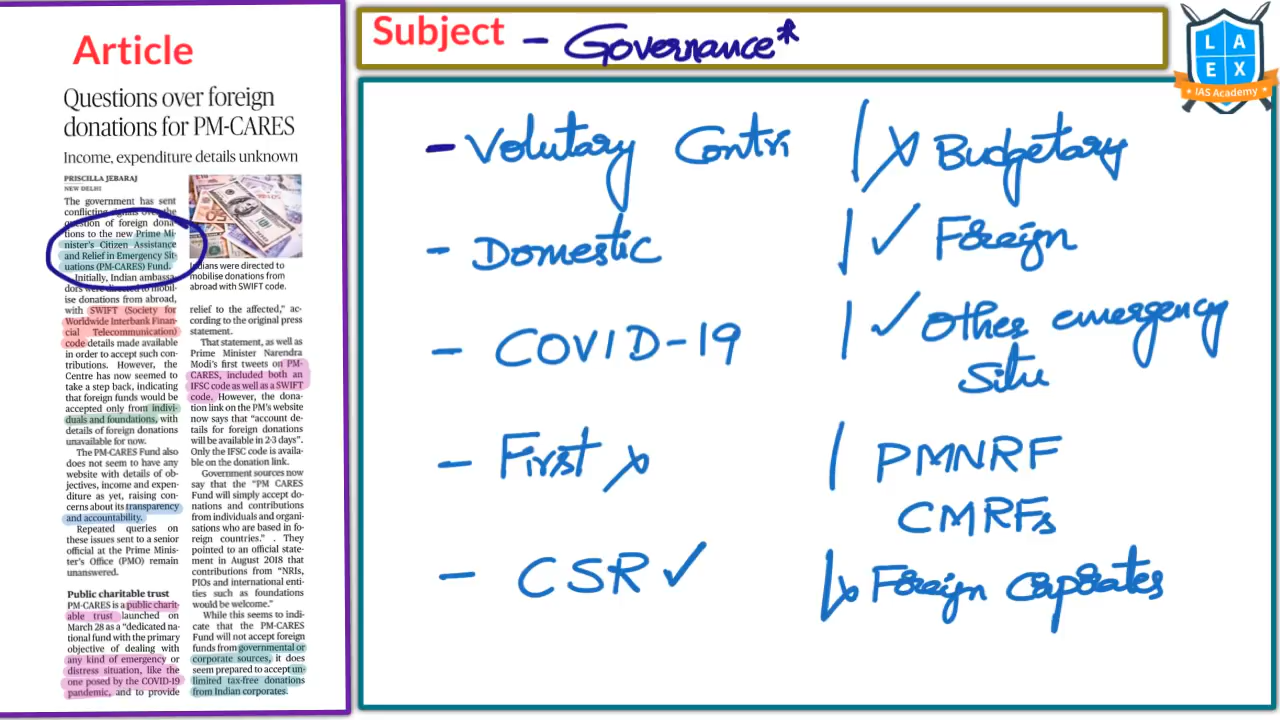 Article
Questions over foreign
donations for PM-CARES
Income, expenditure details unknown
PRISCILLA JEBARAJ
NEW DELHI
The government has sent
conflicting signals over the
question of foreign dona-
tions to the new Prime Mi-
nister's Citizen Assistance
and Relief in Emergency Sit-
uations (PM-CARES) Fund.
Initially, Indian ambassa-
dors were directed to mobil-
ise donations from abroad,
with SWIFT (Society for
Worldwide Interbank Finan-
cial Telecommunication)
code details made available
in order to accept such con-
tributions. However, the
Centre has now seemed to
take a step back, indicating
that foreign funds would be
accepted only from indivi-
duals and foundations, with
details of foreign donations
unavailable for now.
The PM-CARES Fund also
does not seem to have any
website with details of ob-
jectives, income and expen-
diture as yet, raising con-
cerns about its transparency
and accountability.
Repeated queries on
these issues sent to a senior
official at the Prime Minis-
ter's Office (PMO) remain
unanswered.
Public charitable trust
PM-CARES is a public charit-
able trust launched on
March 28 as a "dedicated na-
tional fund with the primary
objective of dealing with
any kind of emergency or
distress situation, like the
one posed by the COVID-19
pandemic, and to provide
Indians were directed to
mobilise donations from
abroad with SWIFT code.
relief to the affected," ac-
cording to the original press
statement.
That statement, as well as
Prime Minister Narendra
Modi's first tweets on PM-
CARES, included both an
IFSC code as well as a SWIFT
code. However, the dona-
tion link on the PM's website
now says that "account de-
tails for foreign donations
will be available in 2-3 days".
Only the IFSC code is availa-
ble on the donation link.
Government sources now
say that the "PM CARES
Fund will simply accept do-
nations and contributions
from individuals and organi-
sations who are based in fo-
reign countries." . They
pointed to an official state-
ment in August 2018 that
contributions from "NRIs,
PIOs and international enti-
ties such as foundations
would be welcome."
While this seems to indi-
cate that the PM-CARES
Fund will not accept foreign
funds from governmental or
corporate sources, it does
seem prepared to accept un-
limited tax-free donations
from Indian corporates.
Subject - Governance*
LA
EX
IAS Academy
- Volutary Contri | x Budgetary
- Domestic | ✓ Foreign
- COVID-19 | ✓ Other emergency
Situ
- First x | PMNRF
CMRFs
- CSR ✓ | x Foreign corporates